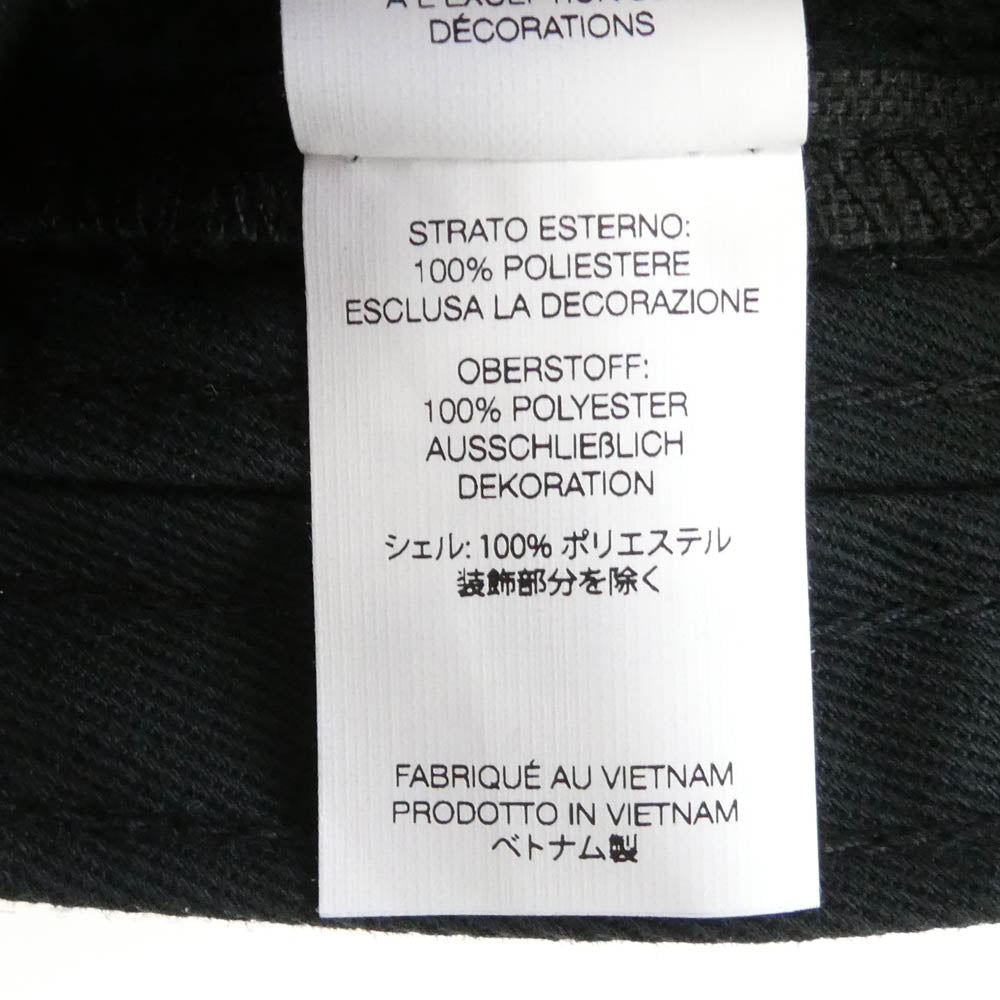 DÉCORATIONS
STRATO ESTERNO:
100% POLIESTERE
ESCLUSA LA DECORAZIONE
OBERSTOFF:
100% POLYESTER
AUSSCHLIEßLICH
DEKORATION
シェル: 100% ポリエステル
装飾部分を除く
FABRIQUÉ AU VIETNAM
PRODOTTO IN VIETNAM
ベトナム製